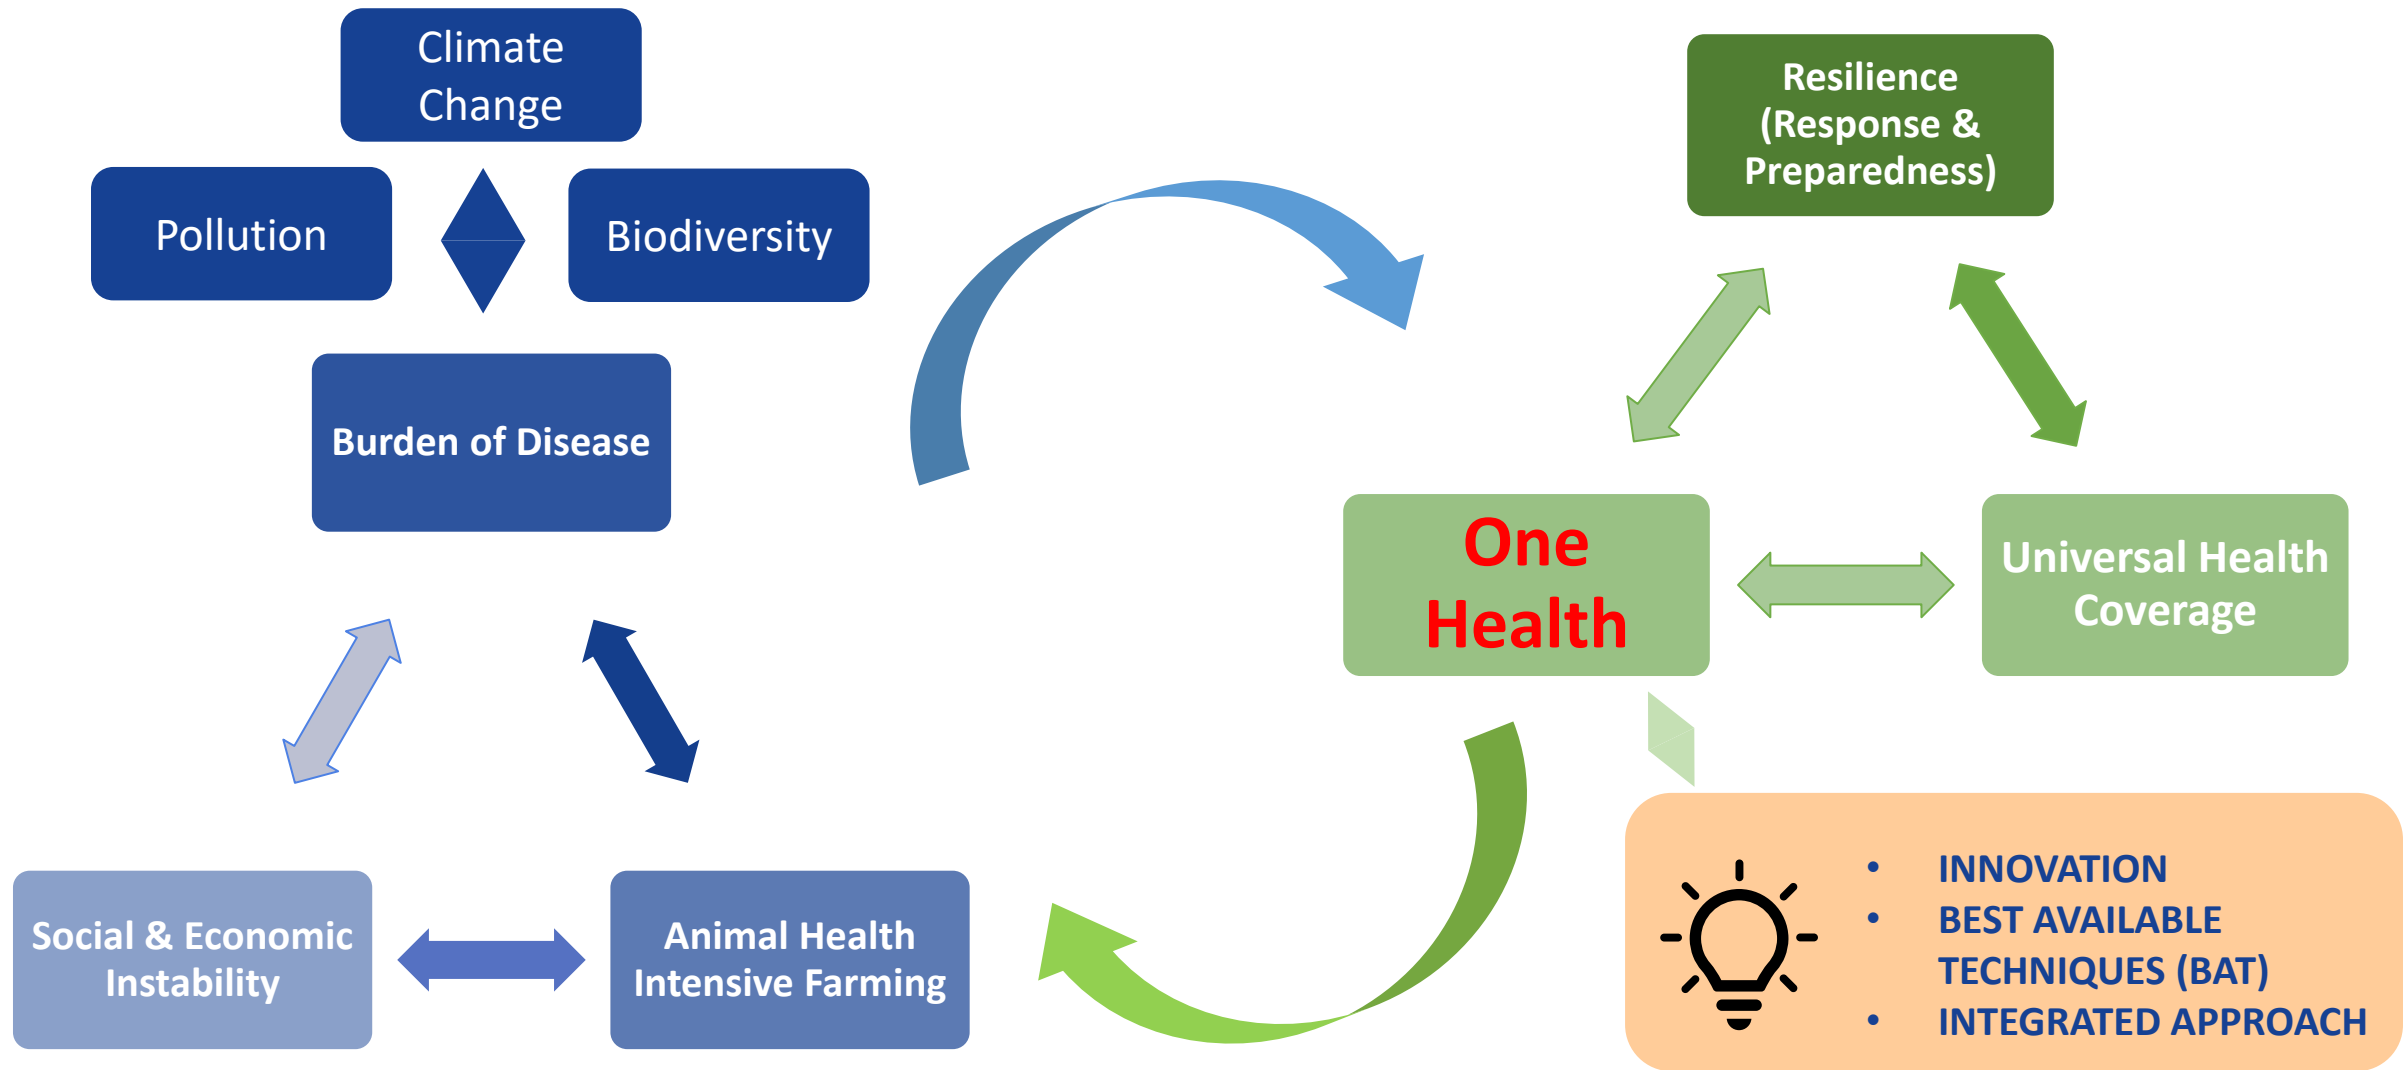 Climate
Change
Pollution
Biodiversity
Burden of Disease
Social & Economic
Instability
Animal Health
Intensive Farming
Resilience
(Response &
Preparedness)
One
Health
Universal Health
Coverage
• INNOVATION
• BEST AVAILABLE
TECHNIQUES (BAT)
• INTEGRATED APPROACH